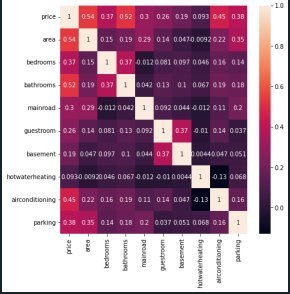 price 1 0.54 0.37 0.52 0.3 0.26 0.19 0.093 0.45 0.38
area 0.54 1 0.15 0.19 0.29 0.14 0.047 -0.0092 0.22 0.35
bedrooms 0.37 0.15 1 0.37 -0.012 0.081 0.097 0.046 0.16 0.14
bathrooms 0.52 0.19 0.37 1 0.042 0.13 0.1 0.067 0.19 0.18
mainroad 0.3 0.29 -0.012 0.042 1 0.092 0.044 -0.012 0.11 0.2
guestroom 0.26 0.14 0.081 0.13 0.092 1 0.37 -0.01 0.14 0.037
basement 0.19 0.047 0.097 0.1 0.044 0.37 1 0.0044 0.047 0.051
hotwaterheating 0.093 -0.0092 0.046 0.067 -0.012 -0.01 0.0044 1 -0.13 0.068
airconditioning 0.45 0.22 0.16 0.19 0.11 0.14 0.047 -0.13 1 0.16
parking 0.38 0.35 0.14 0.18 0.2 0.037 0.051 0.068 0.16 1
price area bedrooms bathrooms mainroad guestroom basement hotwaterheating airconditioning parking
1.0
0.8
0.6
0.4
0.2
0.0